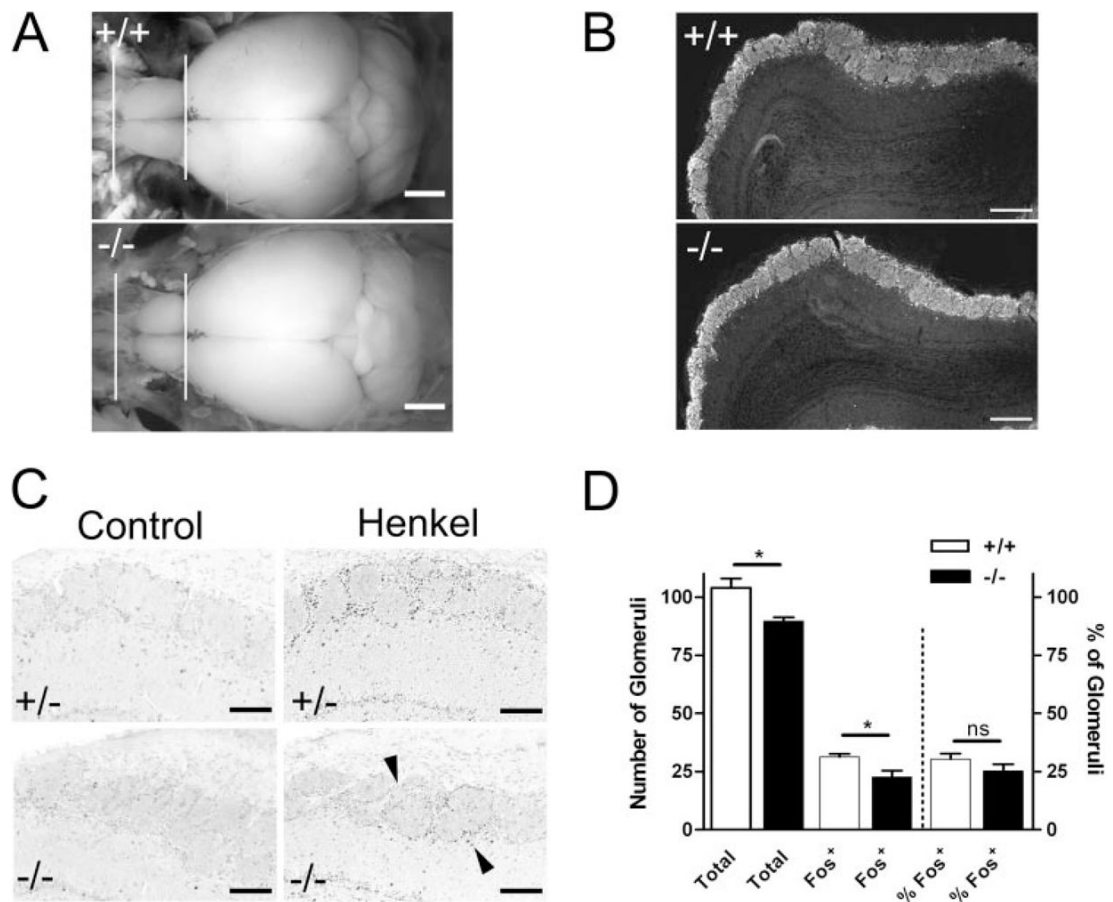 A
+/+
-/-
B
+/+
-/-
C
Control
Henkel
+/-
+/-
-/-
-/-
D
+/+
-/-
*
*
ns
Number of Glomeruli
100
75
50
25
0
% of Glomeruli
100
75
50
25
0
Total
Total
Fos+
Fos+
% Fos+
% Fos+